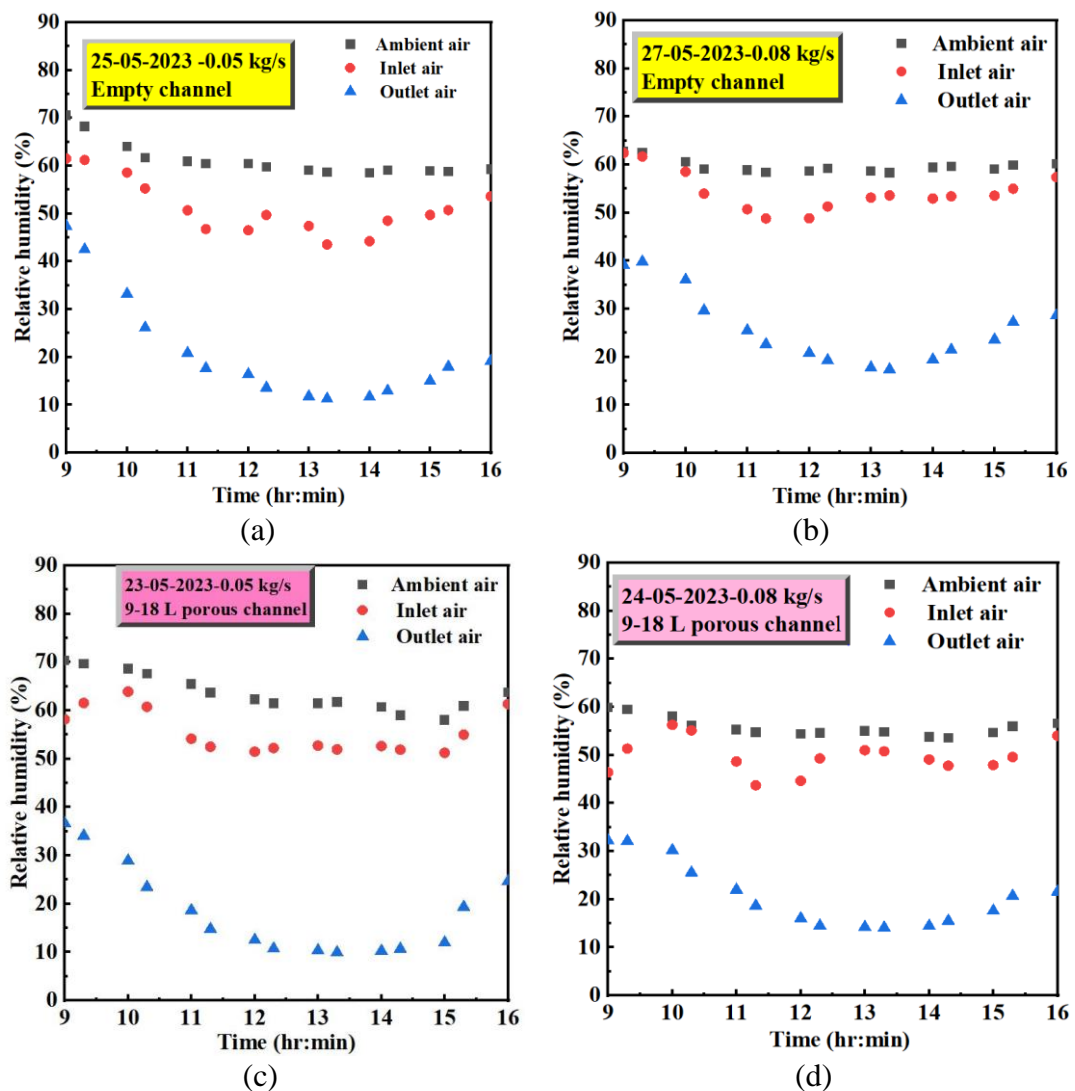 90
80
70
60
50
40
30
20
10
0
Relative humidity (%)
25-05-2023 -0.05 kg/s
Empty channel
Ambient air
Inlet air
Outlet air
9 10 11 12 13 14 15 16
Time (hr:min)
(a)
90
80
70
60
50
40
30
20
10
0
Relative humidity (%)
27-05-2023-0.08 kg/s
Empty channel
Ambient air
Inlet air
Outlet air
9 10 11 12 13 14 15 16
Time (hr:min)
(b)
90
80
70
60
50
40
30
20
10
0
Relative humidity (%)
23-05-2023-0.05 kg/s
9-18 L porous channel
Ambient air
Inlet air
Outlet air
9 10 11 12 13 14 15 16
Time (hr:min)
(c)
90
80
70
60
50
40
30
20
10
0
Relative humidity (%)
24-05-2023-0.08 kg/s
9-18 L porous channel
Ambient air
Inlet air
Outlet air
9 10 11 12 13 14 15 16
Time (hr:min)
(d)